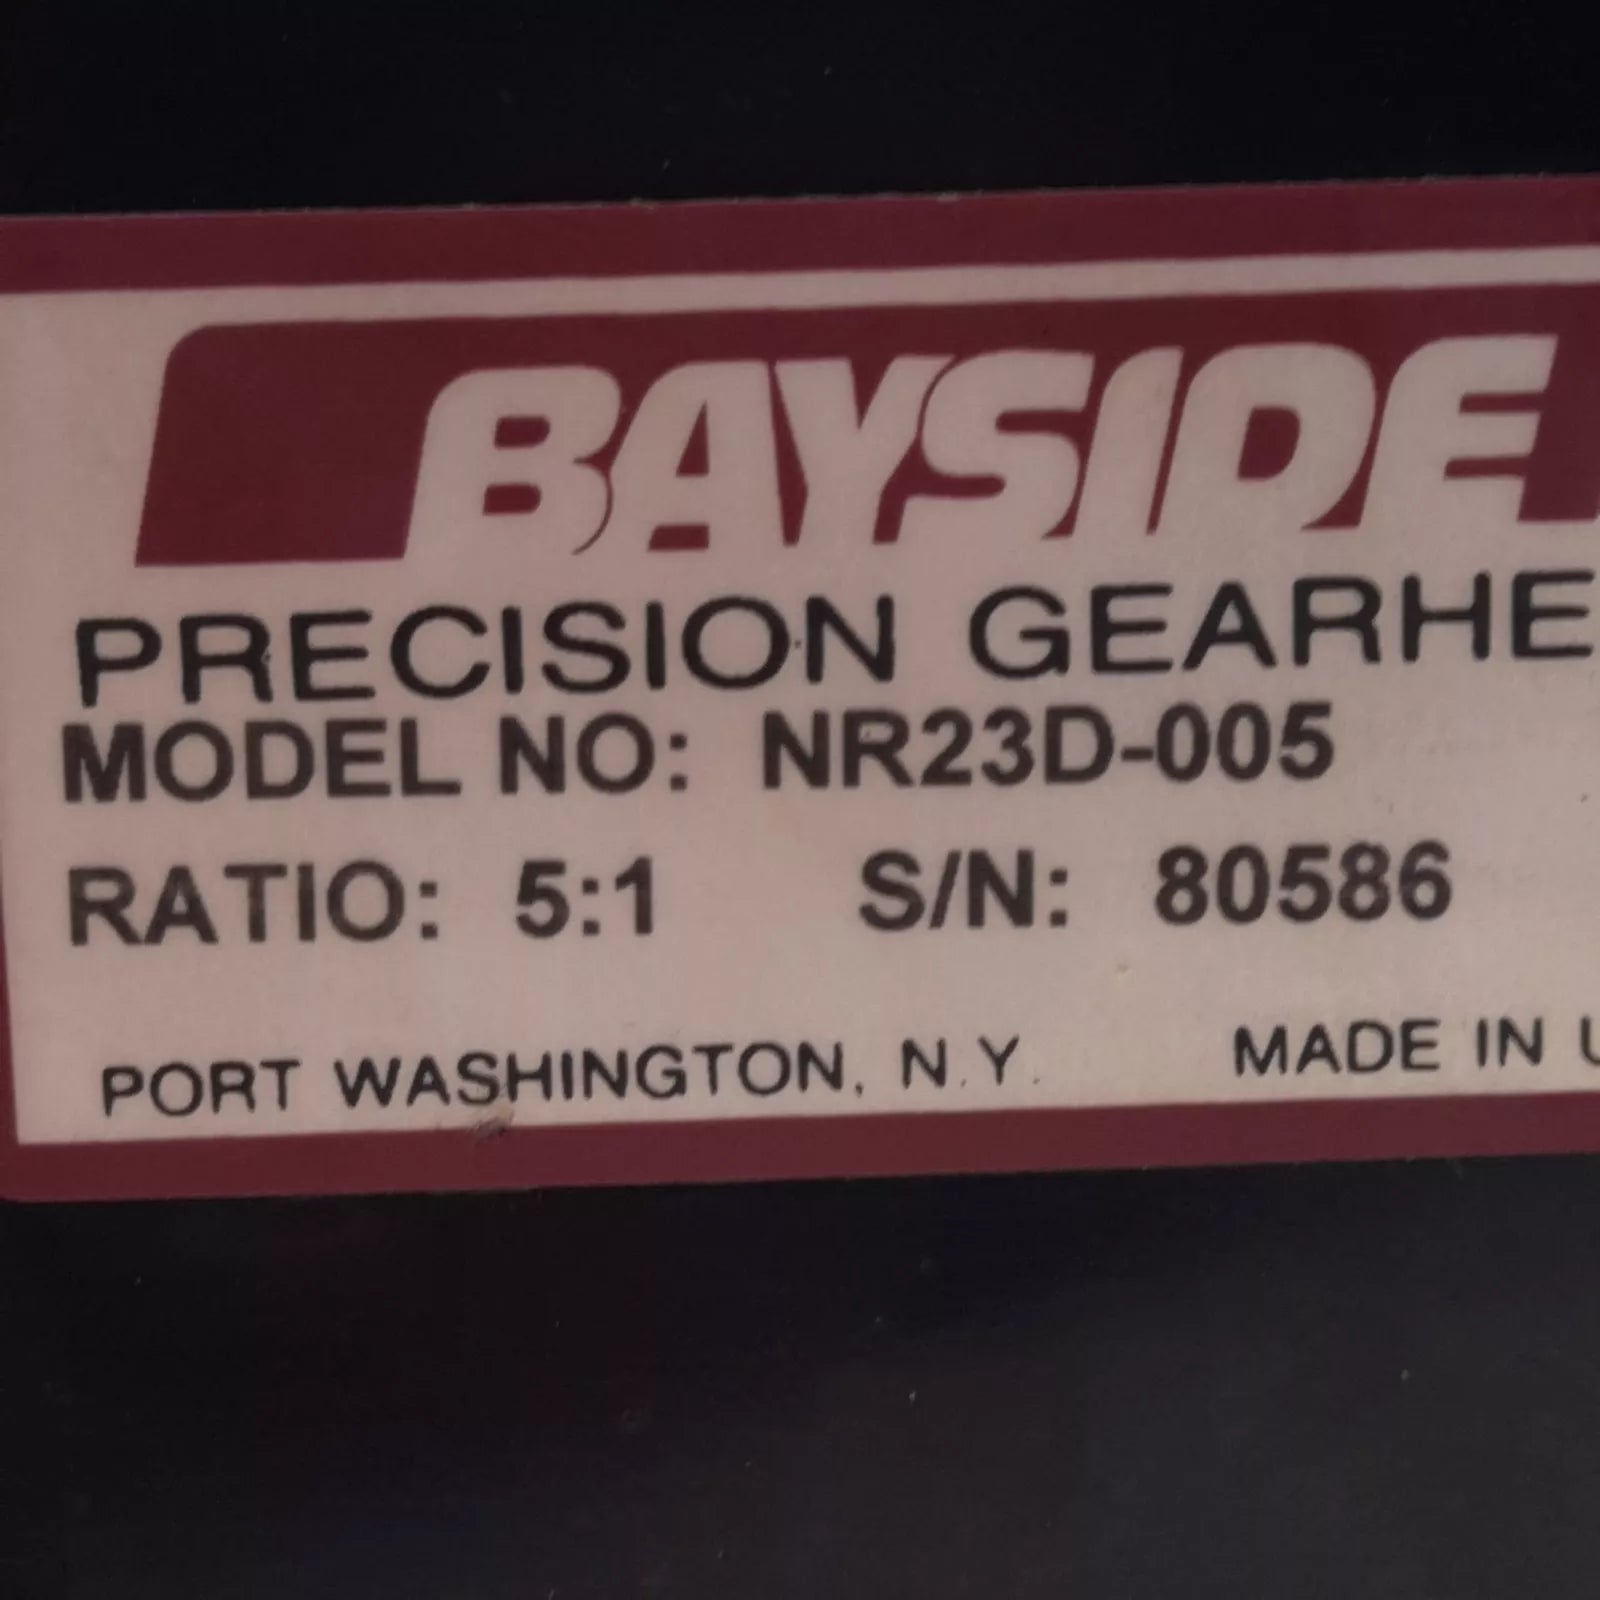 BAYSIDE
PRECISION GEARHE
MODEL NO: NR23D-005
RATIO: 5:1 S/N: 80586
PORT WASHINGTON, N.Y. MADE IN U